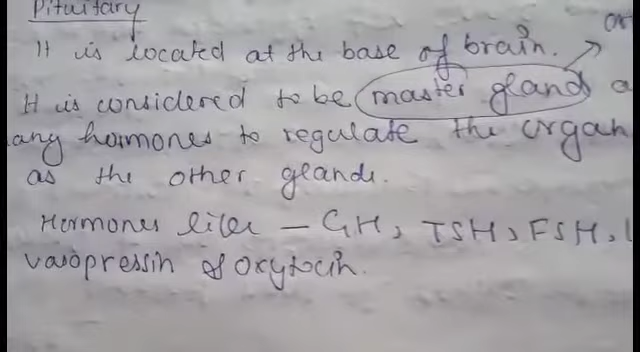 Pituitary
It is located at the base of brain.
It is considered to be master gland a
any hormones to regulate the organ
as the other glands.
Hormones like – GH, TSH, FSH, L
vasopressin & oxytocin.